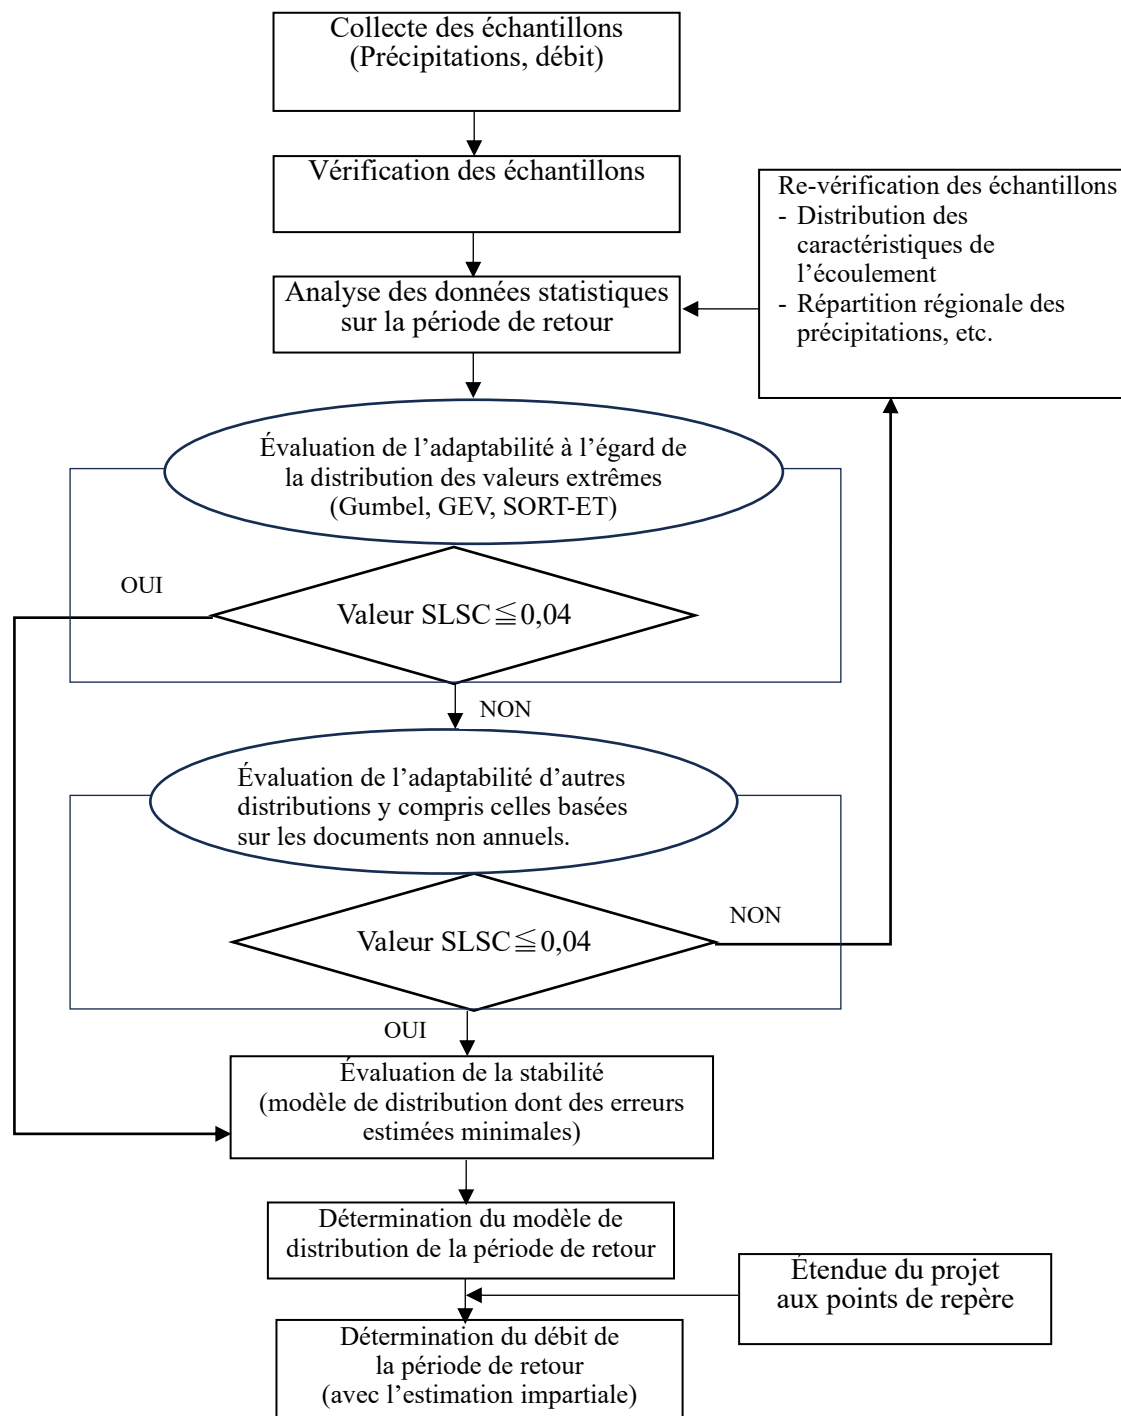 Collecte des échantillons
(Précipitations, débit)
Vérification des échantillons
Re-vérification des échantillons
- Distribution des
caractéristiques de
l’écoulement
- Répartition régionale des
précipitations, etc.
Analyse des données statistiques
sur la période de retour
Évaluation de l’adaptabilité à l’égard de
la distribution des valeurs extrêmes
(Gumbel, GEV, SORT-ET)
OUI
Valeur SLSC≦0,04
NON
Évaluation de l’adaptabilité d’autres
distributions y compris celles basées
sur les documents non annuels.
NON
Valeur SLSC≦0,04
OUI
Évaluation de la stabilité
(modèle de distribution dont des erreurs
estimées minimales)
Détermination du modèle de
distribution de la période de retour
Étendue du projet
aux points de repère
Détermination du débit de
la période de retour
(avec l’estimation impartiale)